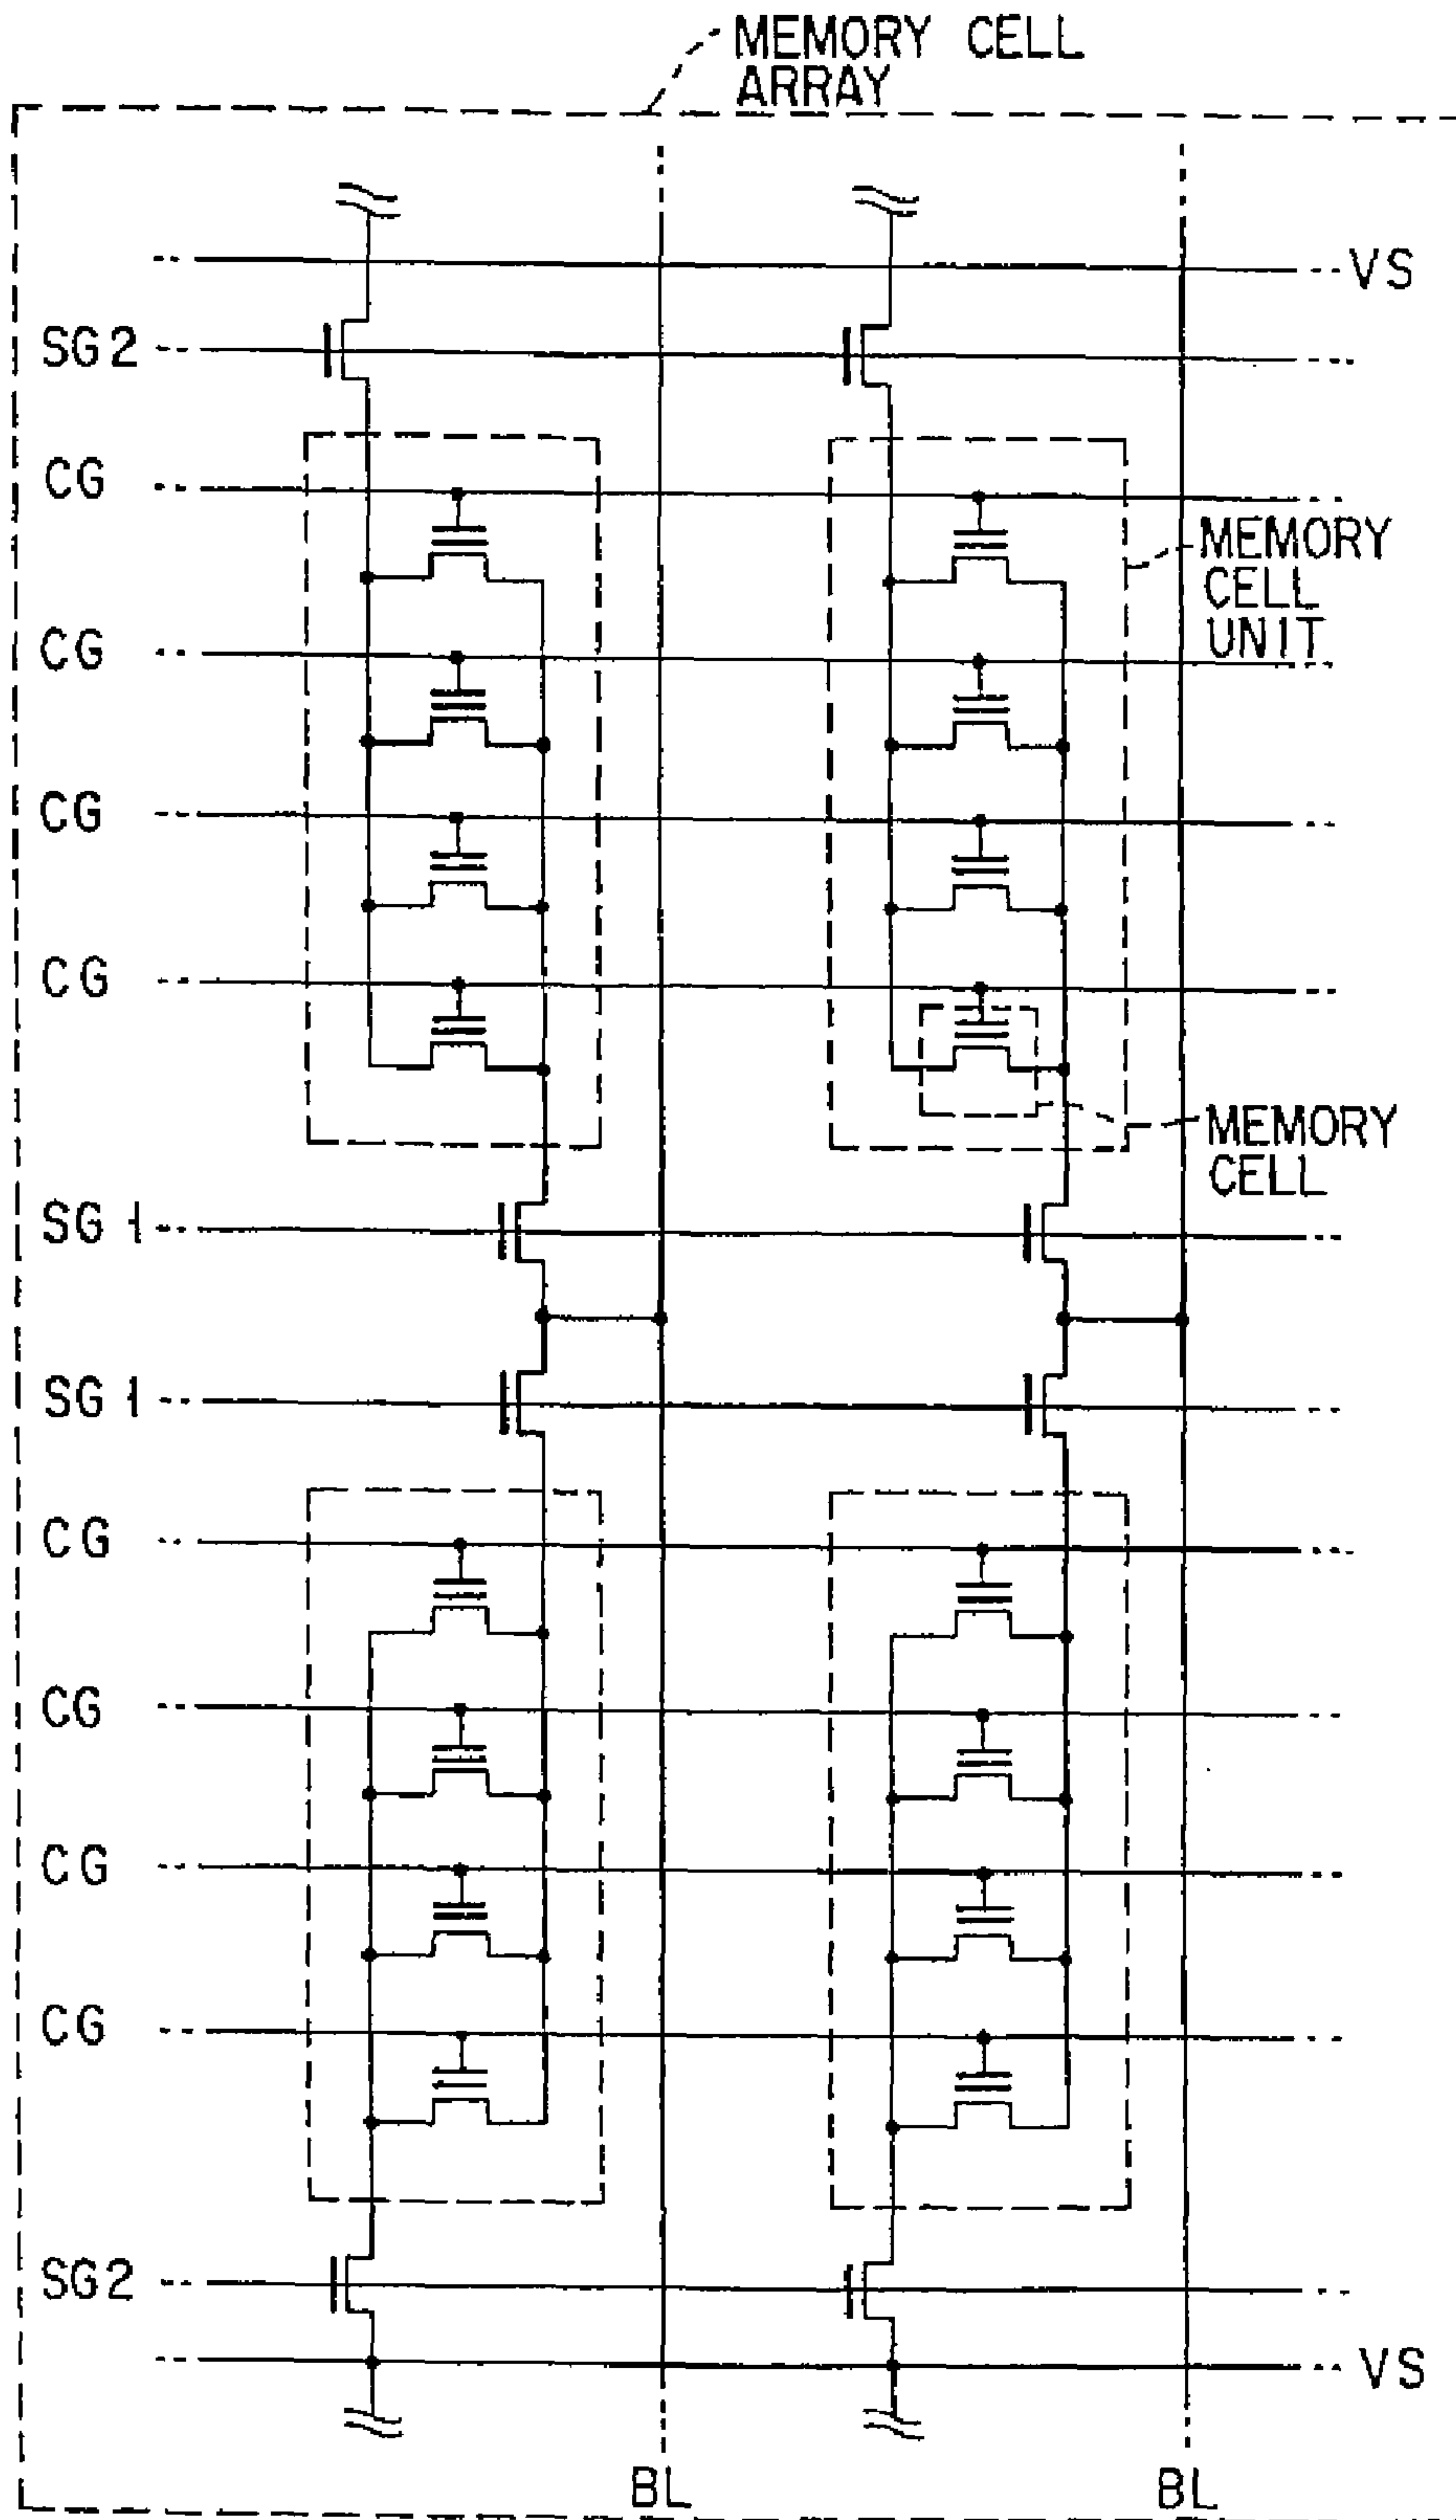 MEMORY CELL
ARRAY
VS
SG2
CG
MEMORY
CELL
UNIT
CG
CG
CG
MEMORY
CELL
SG1
SG1
CG
CG
CG
CG
SG2
VS
BL
BL